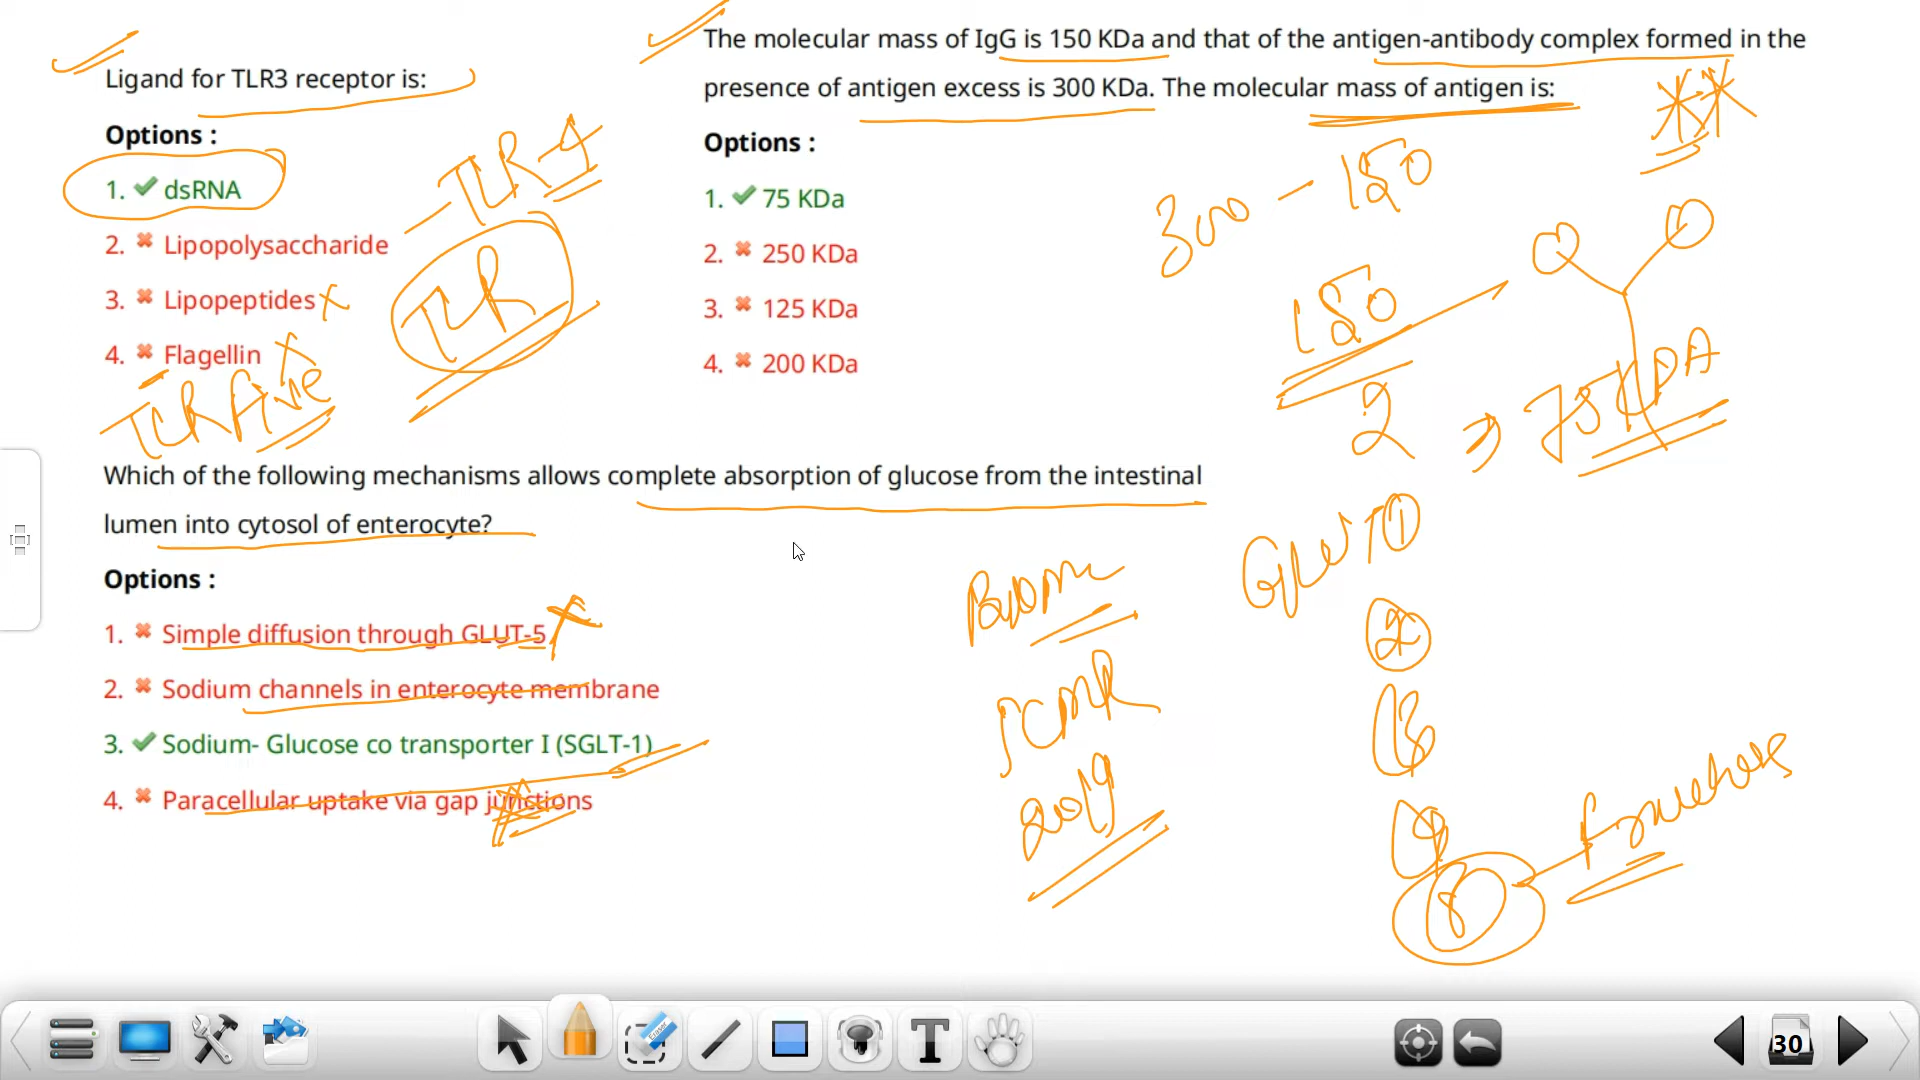 Ligand for TLR3 receptor is:
Options :
1. dsRNA
2. Lipopolysaccharide
3. Lipopeptides
4. Flagellin
TLR-4
TLR
The molecular mass of IgG is 150 KDa and that of the antigen-antibody complex formed in the
presence of antigen excess is 300 KDa. The molecular mass of antigen is:
Options :
1. 75 KDa
2. 250 KDa
3. 125 KDa
4. 200 KDa
300 - 150
150
2
75 KDA
Which of the following mechanisms allows complete absorption of glucose from the intestinal
lumen into cytosol of enterocyte?
Options :
1. Simple diffusion through GLUT-5
2. Sodium channels in enterocyte membrane
3. Sodium- Glucose co transporter I (SGLT-1)
4. Paracellular uptake via gap junctions
ICMR
2019
GLUT 1
2
3
4
5
30